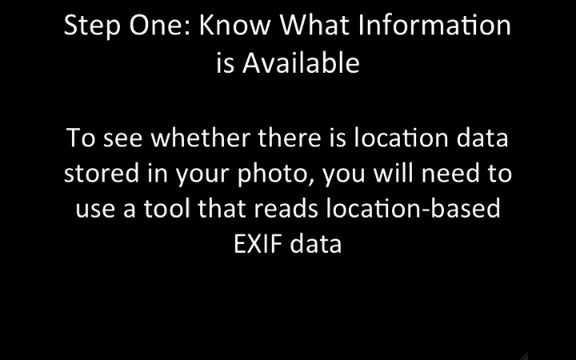 Step One: Know What Information
is Available
To see whether there is location data
stored in your photo, you will need to
use a tool that reads location-based
EXIF data